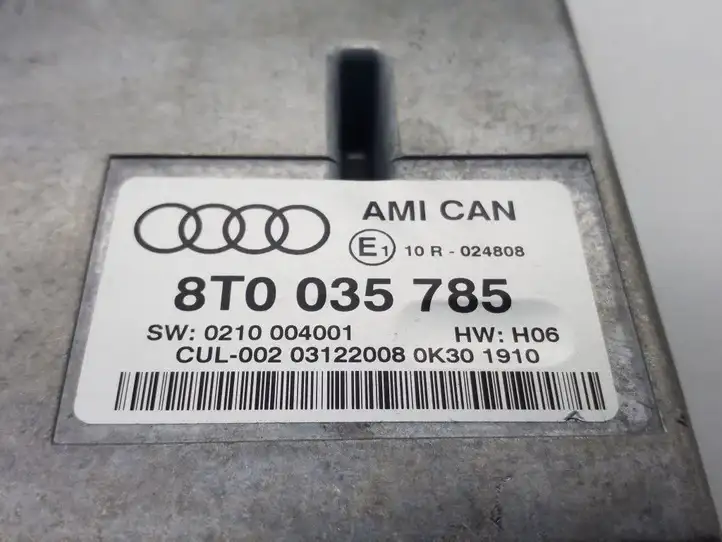 AMI CAN
E1 10 R - 024808
8T0 035 785
SW: 0210 004001 HW: H06
CUL-002 03122008 0K30 1910